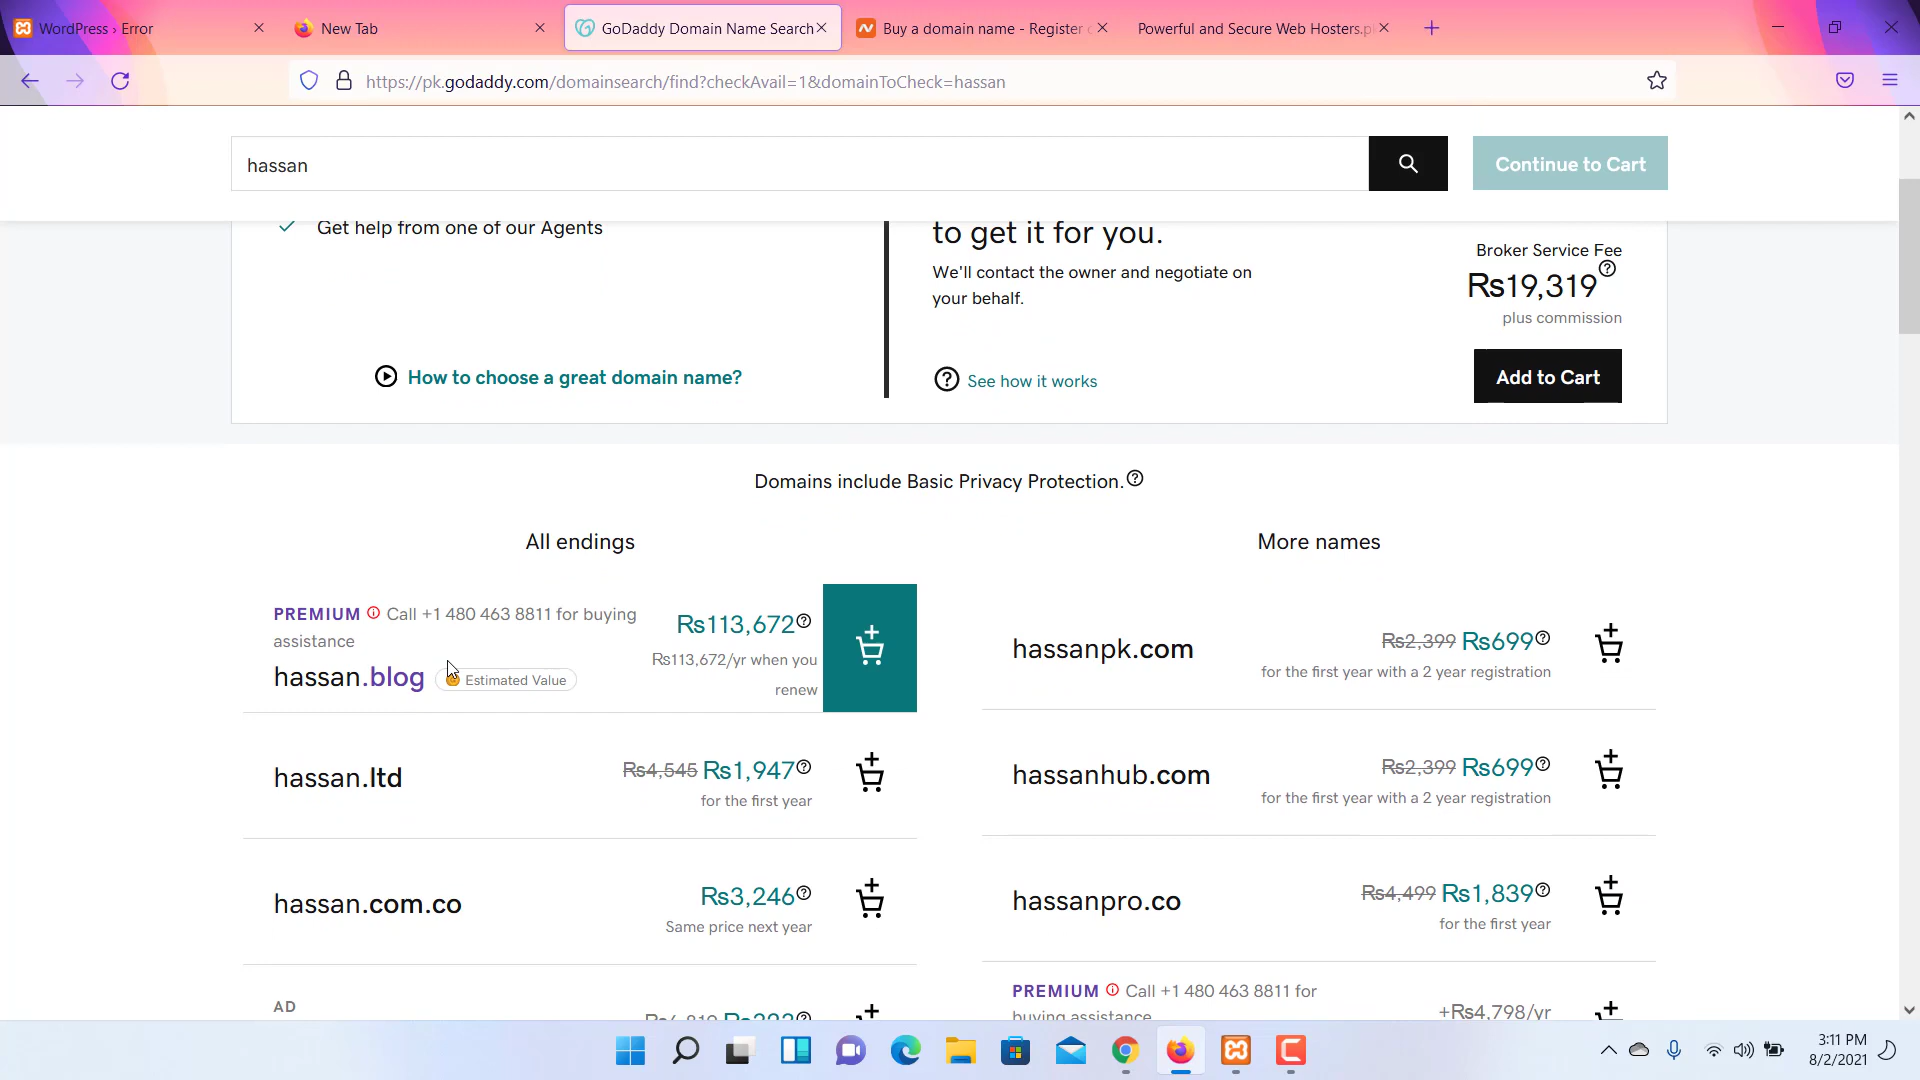 WordPress › Error
New Tab
GoDaddy Domain Name Search
Buy a domain name - Register
Powerful and Secure Web Hosters.
https://pk.godaddy.com/domainsearch/find?checkAvail=1&domainToCheck=hassan
hassan
Continue to Cart
Get help from one of our Agents
How to choose a great domain name?
to get it for you.
We'll contact the owner and negotiate on
your behalf.
See how it works
Broker Service Fee
Rs19,319
plus commission
Add to Cart
Domains include Basic Privacy Protection.
All endings
PREMIUM Call +1 480 463 8811 for buying
assistance
hassan.blog
Estimated Value
Rs113,672
Rs113,672/yr when you
renew
hassan.ltd
Rs4,545 Rs1,947
for the first year
hassan.com.co
Rs3,246
Same price next year
AD
More names
hassanpk.com
Rs2,399 Rs699
for the first year with a 2 year registration
hassanhub.com
Rs2,399 Rs699
for the first year with a 2 year registration
hassanpro.co
Rs4,499 Rs1,839
for the first year
PREMIUM Call +1 480 463 8811 for
buying assistance
+Rs4,798/yr
3:11 PM
8/2/2021